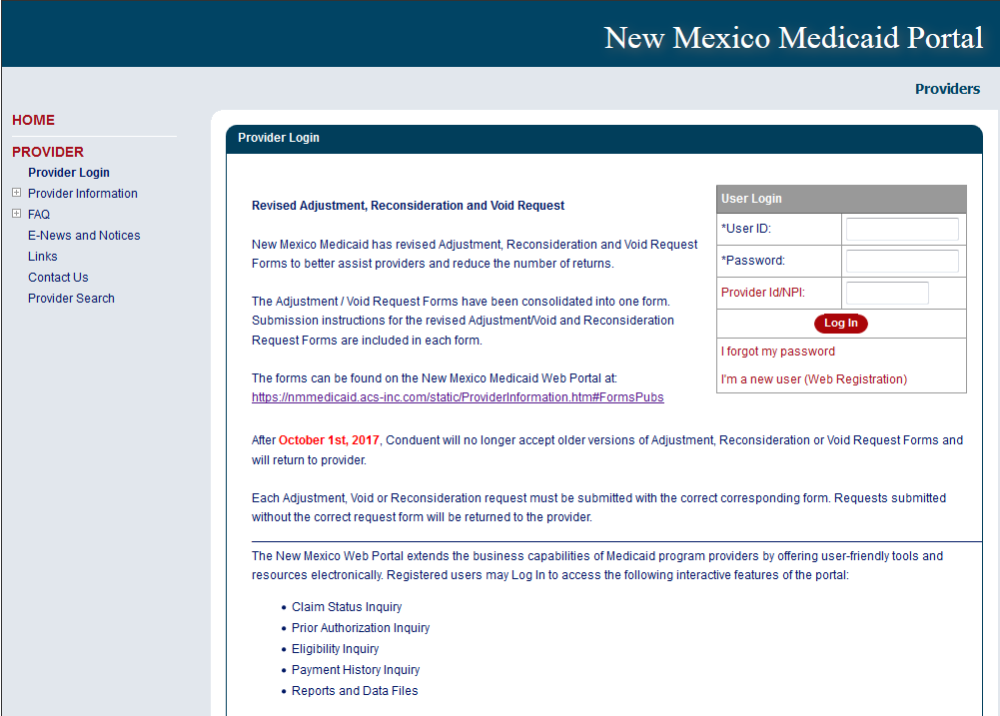 New Mexico Medicaid Portal
Providers
HOME
PROVIDER
Provider Login
Provider Information
FAQ
E-News and Notices
Links
Contact Us
Provider Search
Provider Login
Revised Adjustment, Reconsideration and Void Request
New Mexico Medicaid has revised Adjustment, Reconsideration and Void Request
Forms to better assist providers and reduce the number of returns.
The Adjustment / Void Request Forms have been consolidated into one form.
Submission instructions for the revised Adjustment/Void and Reconsideration
Request Forms are included in each form.
The forms can be found on the New Mexico Medicaid Web Portal at:
https://nmmedicaid.acs-inc.com/static/ProviderInformation.htm#FormsPubs
User Login
*User ID:
*Password:
Provider Id/NPI:
Log In
I forgot my password
I'm a new user (Web Registration)
After October 1st, 2017, Conduent will no longer accept older versions of Adjustment, Reconsideration or Void Request Forms and
will return to provider.
Each Adjustment, Void or Reconsideration request must be submitted with the correct corresponding form. Requests submitted
without the correct request form will be returned to the provider.
The New Mexico Web Portal extends the business capabilities of Medicaid program providers by offering user-friendly tools and
resources electronically. Registered users may Log In to access the following interactive features of the portal:
• Claim Status Inquiry
• Prior Authorization Inquiry
• Eligibility Inquiry
• Payment History Inquiry
• Reports and Data Files